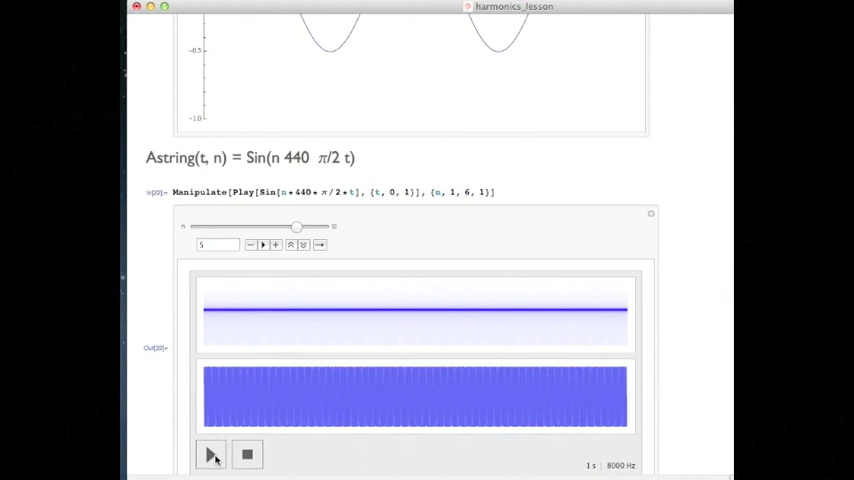 harmonics_lesson
-0.5
-1.0
Astring(t, n) = Sin(n 440 π/2 t)
In[22]:= Manipulate[Play[Sin[n*440*π/2*t], {t, 0, 1}], {n, 1, 6, 1}]
n
5
Out[22]=
1 s | 8000 Hz